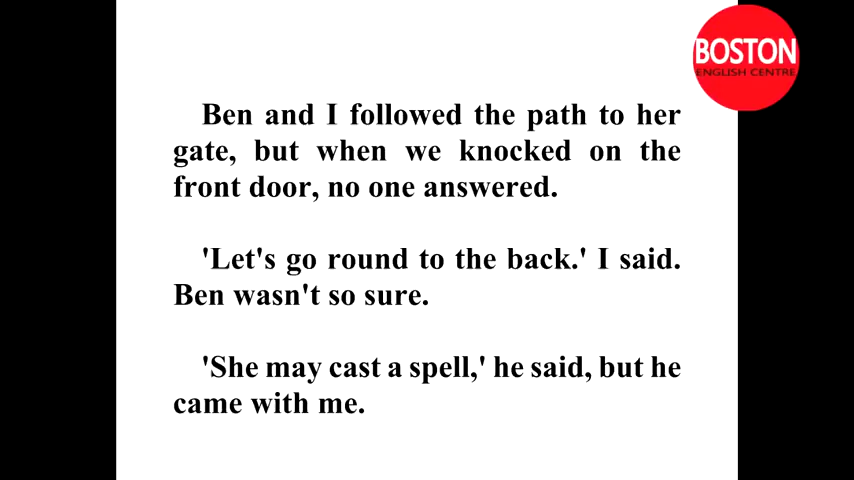 BOSTON
ENGLISH CENTRE
Ben and I followed the path to her
gate, but when we knocked on the
front door, no one answered.
'Let's go round to the back.' I said.
Ben wasn't so sure.
'She may cast a spell,' he said, but he
came with me.